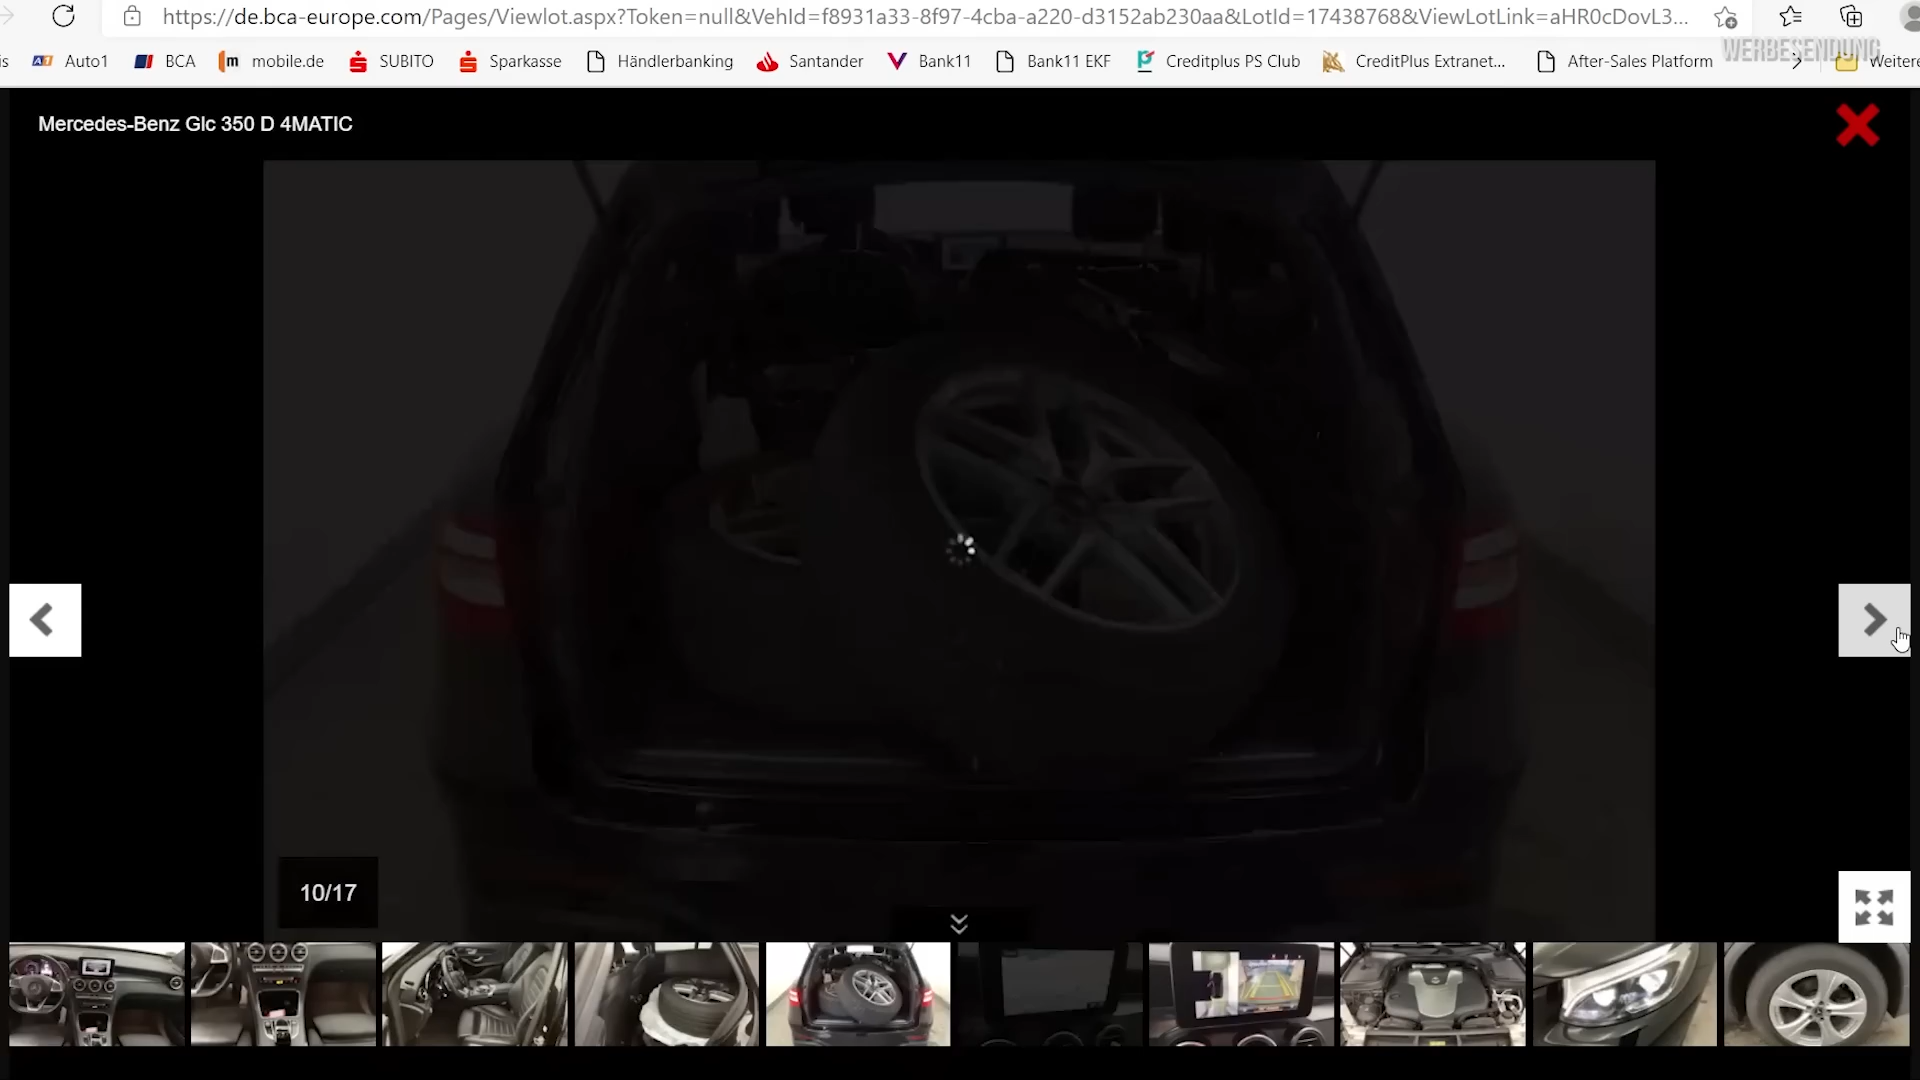 https://de.bca-europe.com/Pages/Viewlot.aspx?Token=null&VehId=f8931a33-8f97-4cba-a220-d3152ab230aa&LotId=17438768&ViewLotLink=aHR0cDovL3...
WERBESENDUNG
is Auto1 BCA mobile.de SUBITO Sparkasse Händlerbanking Santander Bank11 Bank11 EKF Creditplus PS Club CreditPlus Extranet... After-Sales Platform Weitere
Mercedes-Benz Glc 350 D 4MATIC
10/17